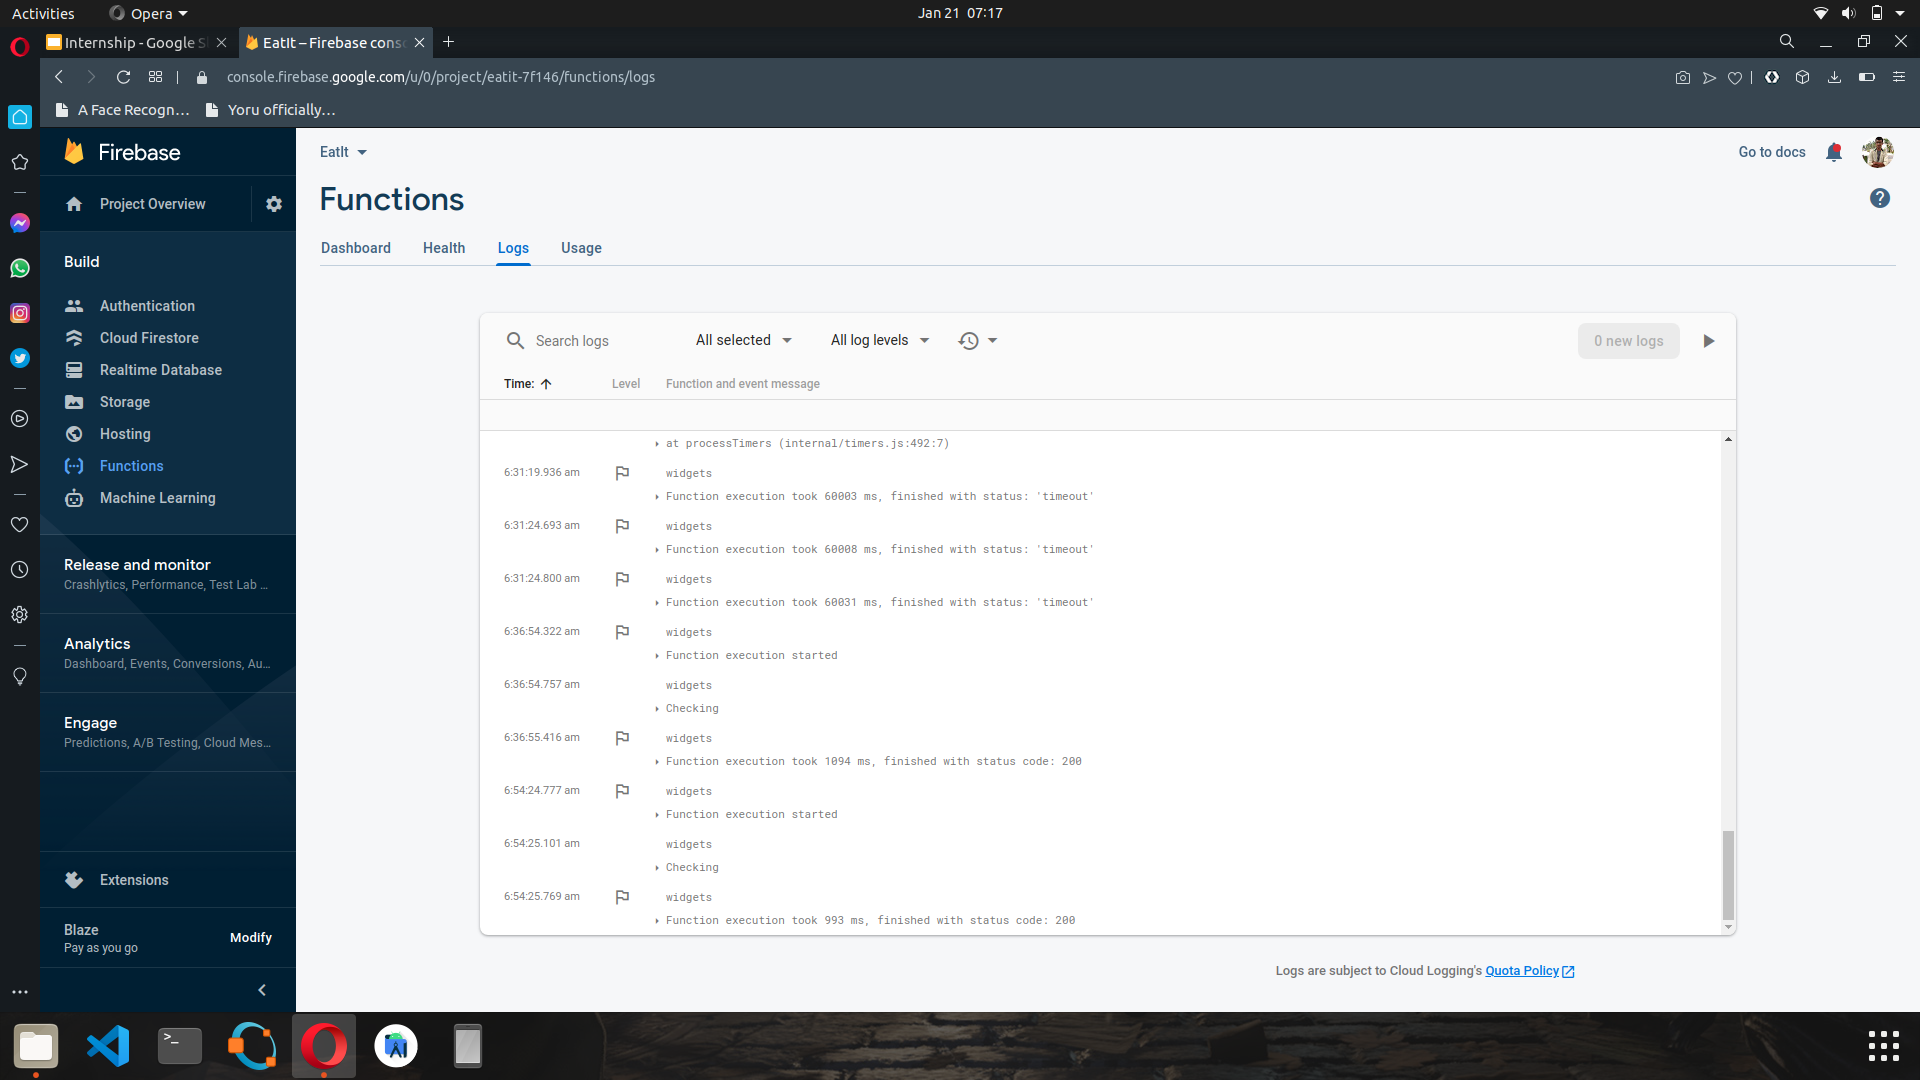 Activities
Opera
Jan 21 07:17
Internship - Google S
EatIt – Firebase conso
console.firebase.google.com/u/0/project/eatit-7f146/functions/logs
A Face Recogn…
Yoru officially…
Firebase
Project Overview
Build
Authentication
Cloud Firestore
Realtime Database
Storage
Hosting
Functions
Machine Learning
Release and monitor
Crashlytics, Performance, Test Lab …
Analytics
Dashboard, Events, Conversions, Au…
Engage
Predictions, A/B Testing, Cloud Mes…
Extensions
Blaze
Pay as you go
Modify
EatIt
Go to docs
Functions
Dashboard
Health
Logs
Usage
Search logs
All selected
All log levels
0 new logs
Time:
Level
Function and event message
at processTimers (internal/timers.js:492:7)
6:31:19.936 am
widgets
Function execution took 60003 ms, finished with status: 'timeout'
6:31:24.693 am
widgets
Function execution took 60008 ms, finished with status: 'timeout'
6:31:24.800 am
widgets
Function execution took 60031 ms, finished with status: 'timeout'
6:36:54.322 am
widgets
Function execution started
6:36:54.757 am
widgets
Checking
6:36:55.416 am
widgets
Function execution took 1094 ms, finished with status code: 200
6:54:24.777 am
widgets
Function execution started
6:54:25.101 am
widgets
Checking
6:54:25.769 am
widgets
Function execution took 993 ms, finished with status code: 200
Logs are subject to Cloud Logging's Quota Policy